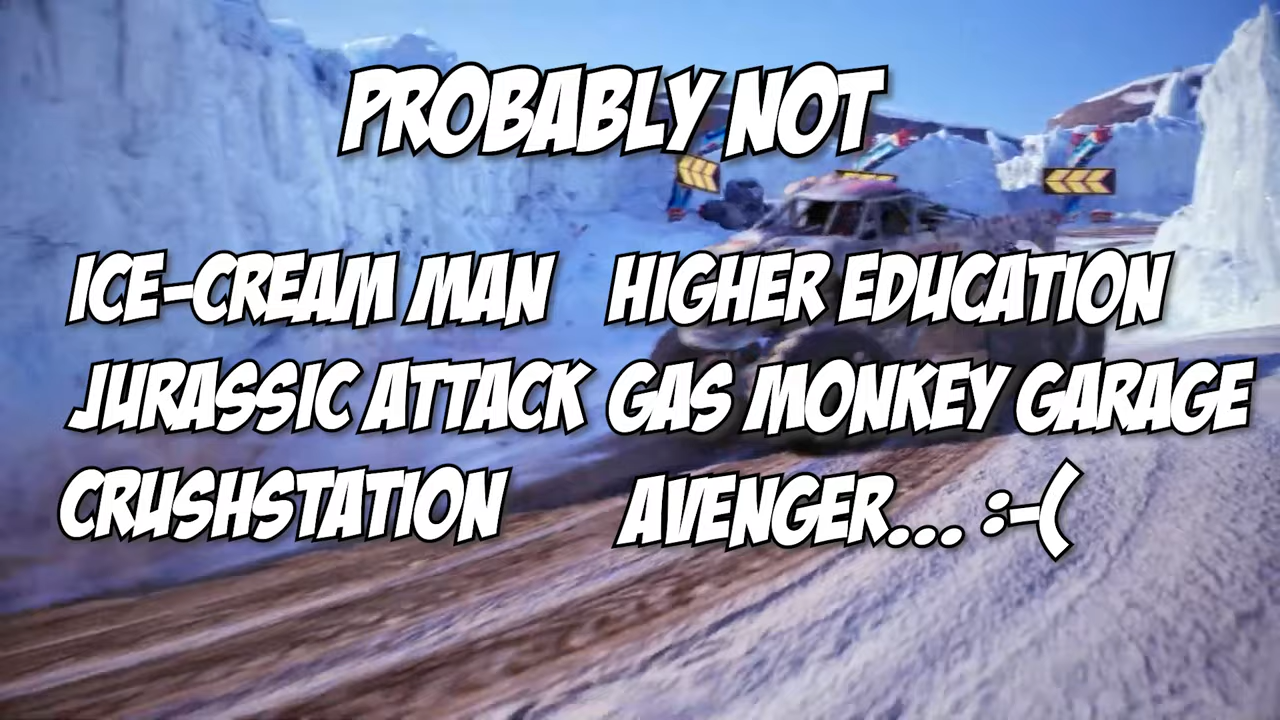 PROBABLY NOT
ICE-CREAM MAN
JURASSIC ATTACK
CRUSHSTATION
HIGHER EDUCATION
GAS MONKEY GARAGE
AVENGER... :-(